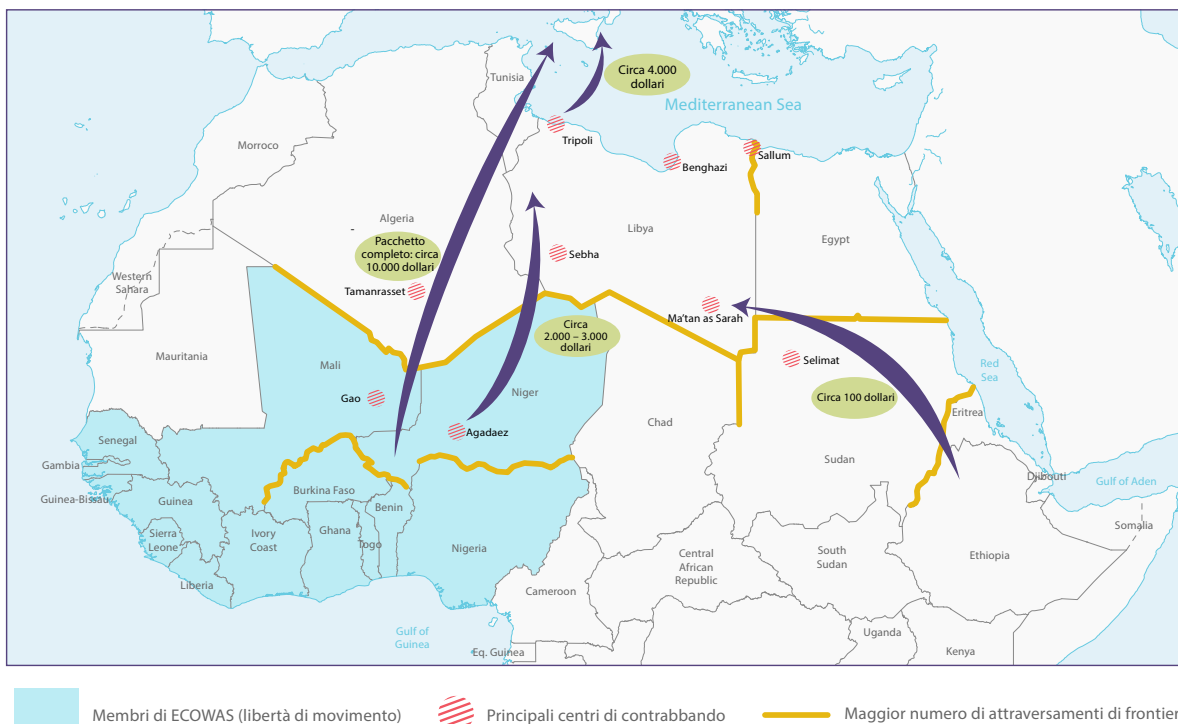 Tunisia
Circa 4.000
dollari
Mediterranean Sea
Morroco
Tripoli
Benghazi
Sallum
Algeria
Libya
Egypt
Pacchetto
completo: circa
10.000 dollari
Sebha
Western
Sahara
Tamanrasset
Ma'tan as Sarah
Circa
2.000 – 3.000
dollari
Mauritania
Mali
Selimat
Red
Sea
Gao
Niger
Circa 100 dollari
Eritrea
Agadaez
Chad
Senegal
Sudan
Gambia
Djibouti
Gulf of Aden
Guinea-Bissau
Guinea
Burkina Faso
Benin
Somalia
Sierra
Leone
Ivory
Coast
Ghana
Togo
Nigeria
Central
African
Republic
South
Sudan
Ethiopia
Liberia
Cameroon
Gulf of
Guinea
Uganda
Eq. Guinea
Kenya
Membri di ECOWAS (libertà di movimento)
Principali centri di contrabbando
Maggior numero di attraversamenti di frontier